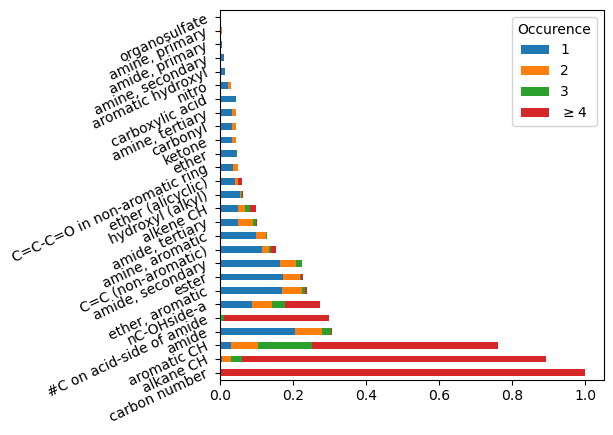 organosulfate
amine, primary
amide, primary
amine, secondary
aromatic hydroxyl
nitro
carboxylic acid
amine, tertiary
carbonyl
ketone
ether
C=C-C=O in non-aromatic ring
ether (alicyclic)
hydroxyl (alkyl)
alkene CH
amide, tertiary
amine, aromatic
C=C (non-aromatic)
amide, secondary
ester
ether, aromatic
nC-OHside-a
#C on acid-side of amide
amide
aromatic CH
alkane CH
carbon number
0.0 0.2 0.4 0.6 0.8 1.0
Occurence
1
2
3
≥ 4